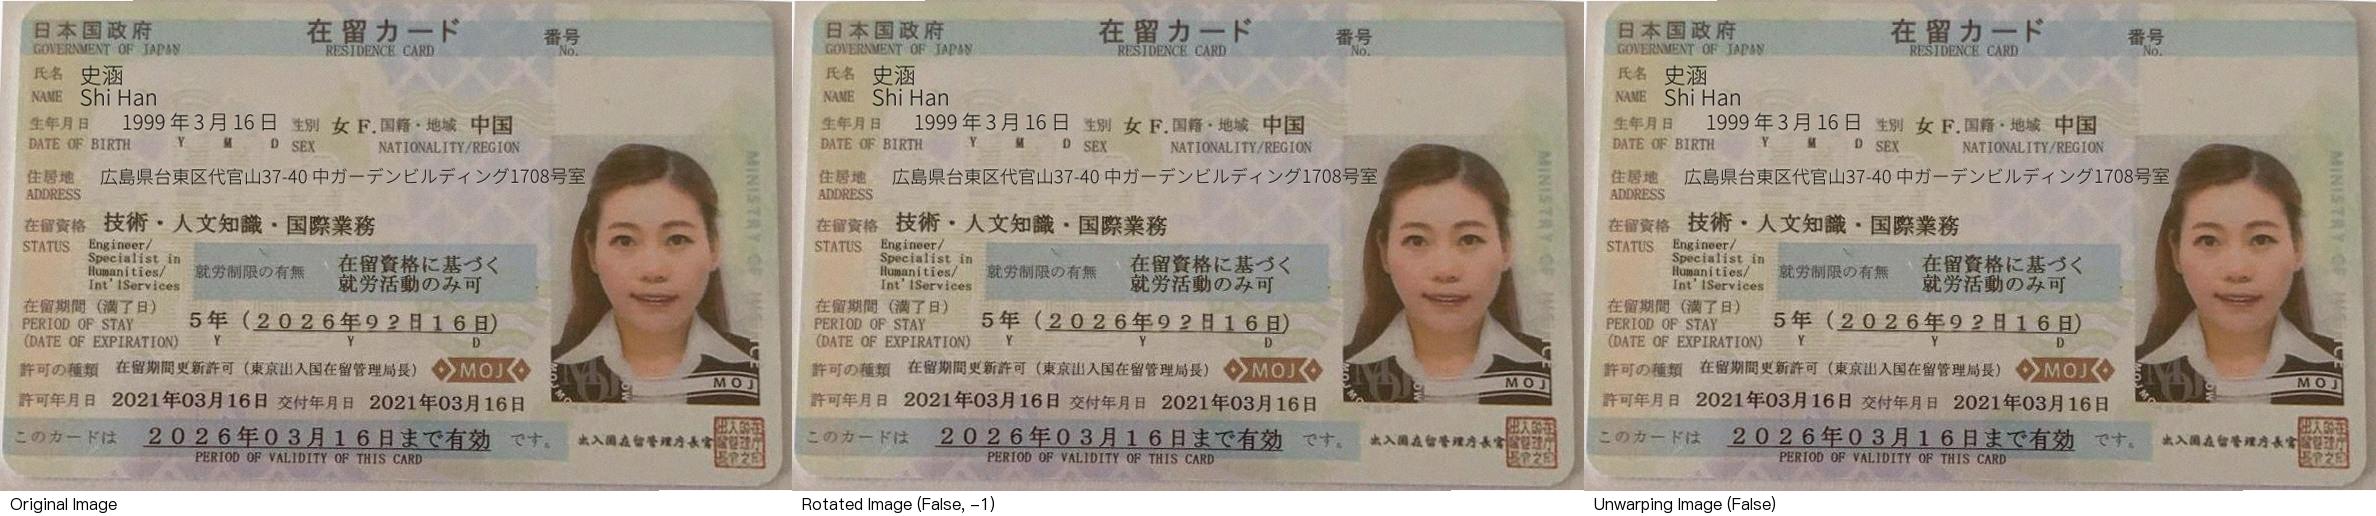 日本国政府 在留カード 番号
GOVERNMENT OF JAPAN RESIDENCE CARD No.
氏名 史涵
NAME Shi Han
生年月日 1999年3月16日 性別 女 F. 国籍・地域 中国
DATE OF BIRTH Y M D SEX NATIONALITY/REGION
住居地 広島県台東区代官山37-40 中ガーデンビルディング1708号室
ADDRESS
在留資格 技術・人文知識・国際業務
STATUS Engineer/
Specialist in
Humanities/
Int'lServices
就労制限の有無 在留資格に基づく
就労活動のみ可
在留期間(満了日)
PERIOD OF STAY
(DATE OF EXPIRATION)
5年(2026年92月16日)
Y Y D
許可の種類 在留期間更新許可(東京出入国在留管理局長) MOJ
許可年月日 2021年03月16日 交付年月日 2021年03月16日
このカードは 2026年03月16日まで有効 です。
PERIOD OF VALIDITY OF THIS CARD
出入国在留管理庁長官
MINISTRY OF
MOJ
Original Image
日本国政府 在留カード 番号
GOVERNMENT OF JAPAN RESIDENCE CARD No.
氏名 史涵
NAME Shi Han
生年月日 1999年3月16日 性別 女 F. 国籍・地域 中国
DATE OF BIRTH Y M D SEX NATIONALITY/REGION
住居地 広島県台東区代官山37-40 中ガーデンビルディング1708号室
ADDRESS
在留資格 技術・人文知識・国際業務
STATUS Engineer/
Specialist in
Humanities/
Int'lServices
就労制限の有無 在留資格に基づく
就労活動のみ可
在留期間(満了日)
PERIOD OF STAY
(DATE OF EXPIRATION)
5年(2026年92月16日)
Y Y D
許可の種類 在留期間更新許可(東京出入国在留管理局長) MOJ
許可年月日 2021年03月16日 交付年月日 2021年03月16日
このカードは 2026年03月16日まで有効 です。
PERIOD OF VALIDITY OF THIS CARD
出入国在留管理庁長官
MINISTRY OF
MOJ
Rotated Image (False, -1)
日本国政府 在留カード 番号
GOVERNMENT OF JAPAN RESIDENCE CARD No.
氏名 史涵
NAME Shi Han
生年月日 1999年3月16日 性別 女 F. 国籍・地域 中国
DATE OF BIRTH Y M D SEX NATIONALITY/REGION
住居地 広島県台東区代官山37-40 中ガーデンビルディング1708号室
ADDRESS
在留資格 技術・人文知識・国際業務
STATUS Engineer/
Specialist in
Humanities/
Int'lServices
就労制限の有無 在留資格に基づく
就労活動のみ可
在留期間(満了日)
PERIOD OF STAY
(DATE OF EXPIRATION)
5年(2026年92月16日)
Y Y D
許可の種類 在留期間更新許可(東京出入国在留管理局長) MOJ
許可年月日 2021年03月16日 交付年月日 2021年03月16日
このカードは 2026年03月16日まで有効 です。
PERIOD OF VALIDITY OF THIS CARD
出入国在留管理庁長官
MINISTRY OF
MOJ
Unwarping Image (False)